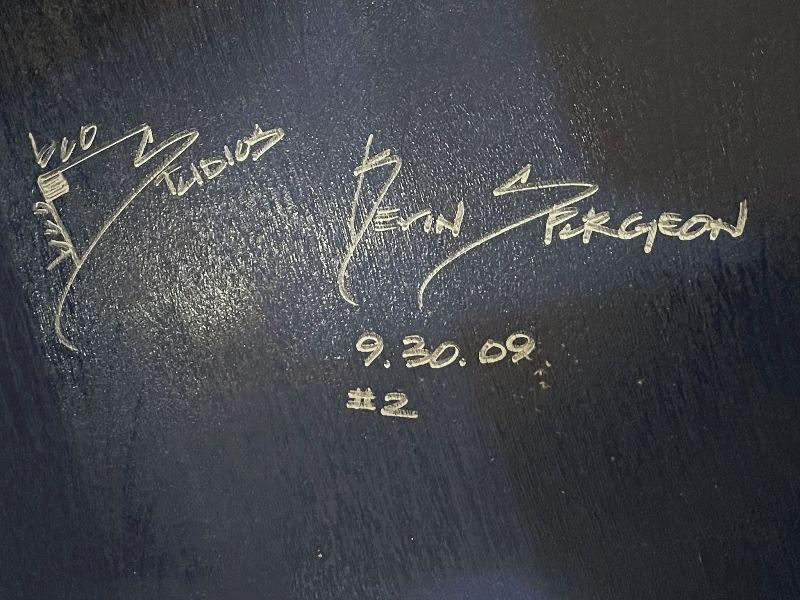 Studios
Kevin Spurgeon
9.30.09
#2